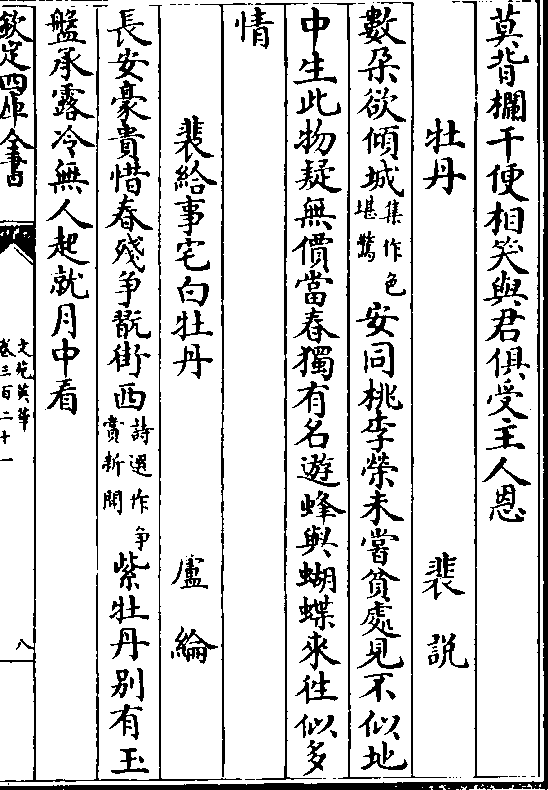 莫背欄干便相笑與君俱受主人恩
牡丹 裴說
數朶欲傾城集作色堪驚安同桃李榮未嘗貧處見不似地
中生此物疑無價當春獨有名遊蜂與蝴蝶來徃似多
情
裴給事宅白牡丹 盧綸
長安豪貴惜春殘争翫街西詩選作争賞新開紫牡丹别有玉
盤承露冷無人起就月中看
欽定四庫全書
文苑英華
卷三百二十一
八